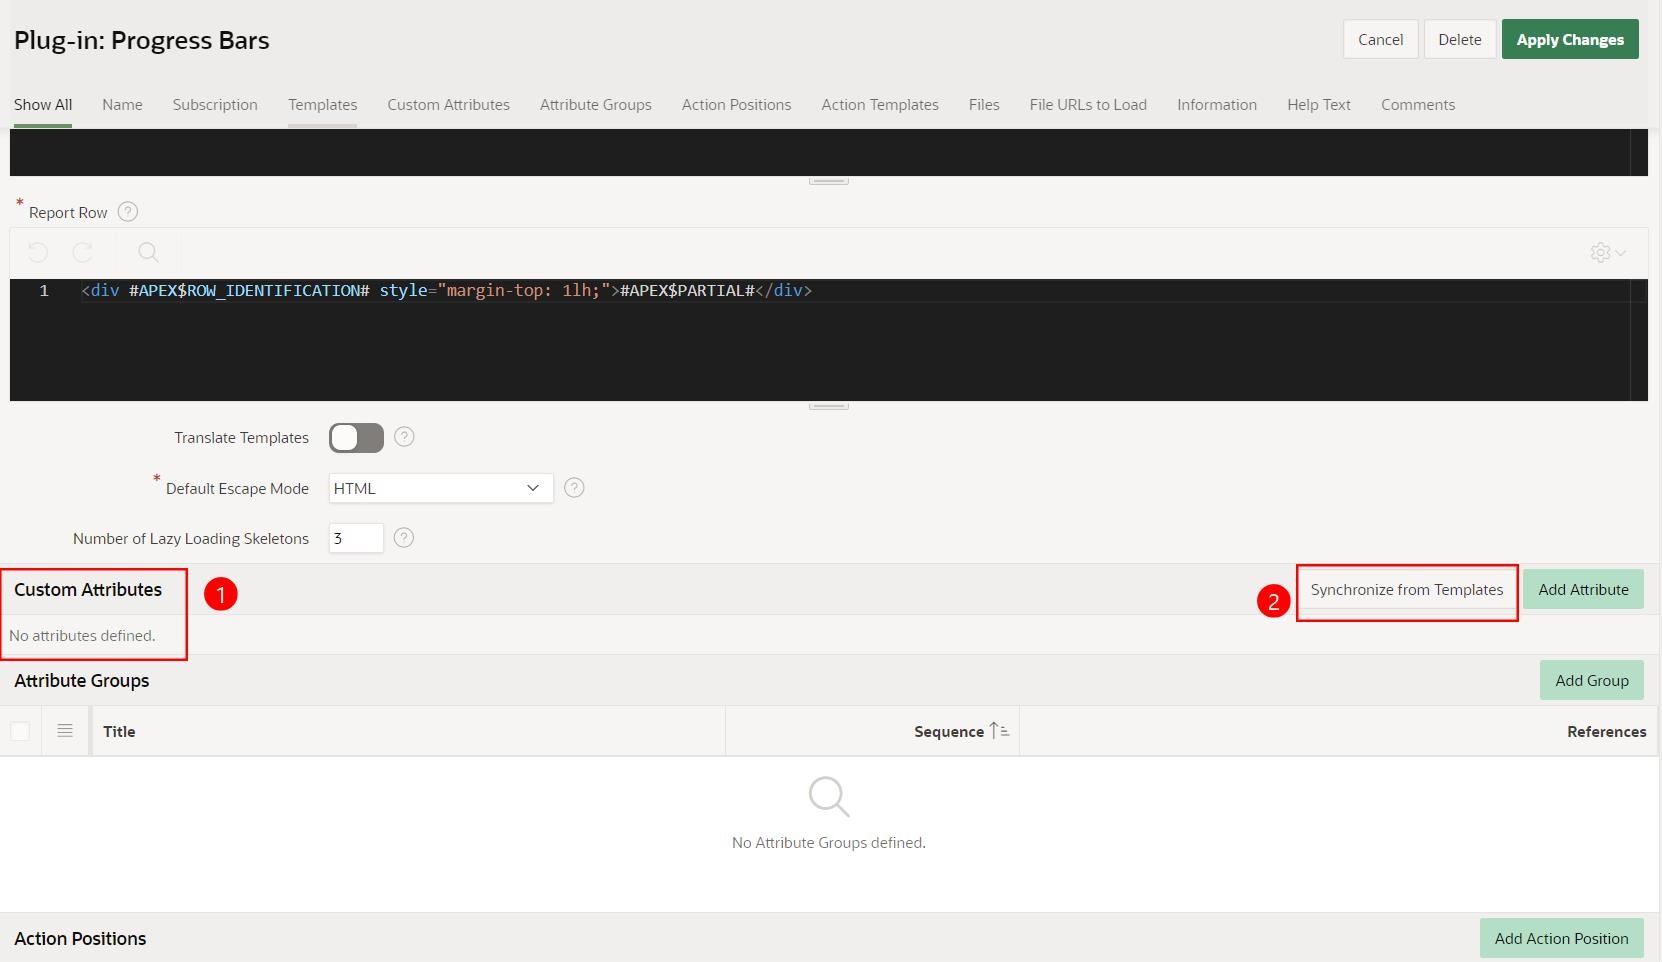 Plug-in: Progress Bars
Cancel
Delete
Apply Changes
Show All
Name
Subscription
Templates
Custom Attributes
Attribute Groups
Action Positions
Action Templates
Files
File URLs to Load
Information
Help Text
Comments
* Report Row ?
1 <div #APEX$ROW_IDENTIFICATION# style="margin-top: 1lh;">#APEX$PARTIAL#</div>
Translate Templates ?
* Default Escape Mode HTML ?
Number of Lazy Loading Skeletons 3 ?
Custom Attributes
1
2
Synchronize from Templates
Add Attribute
No attributes defined.
Attribute Groups
Add Group
Title
Sequence
References
No Attribute Groups defined.
Action Positions
Add Action Position